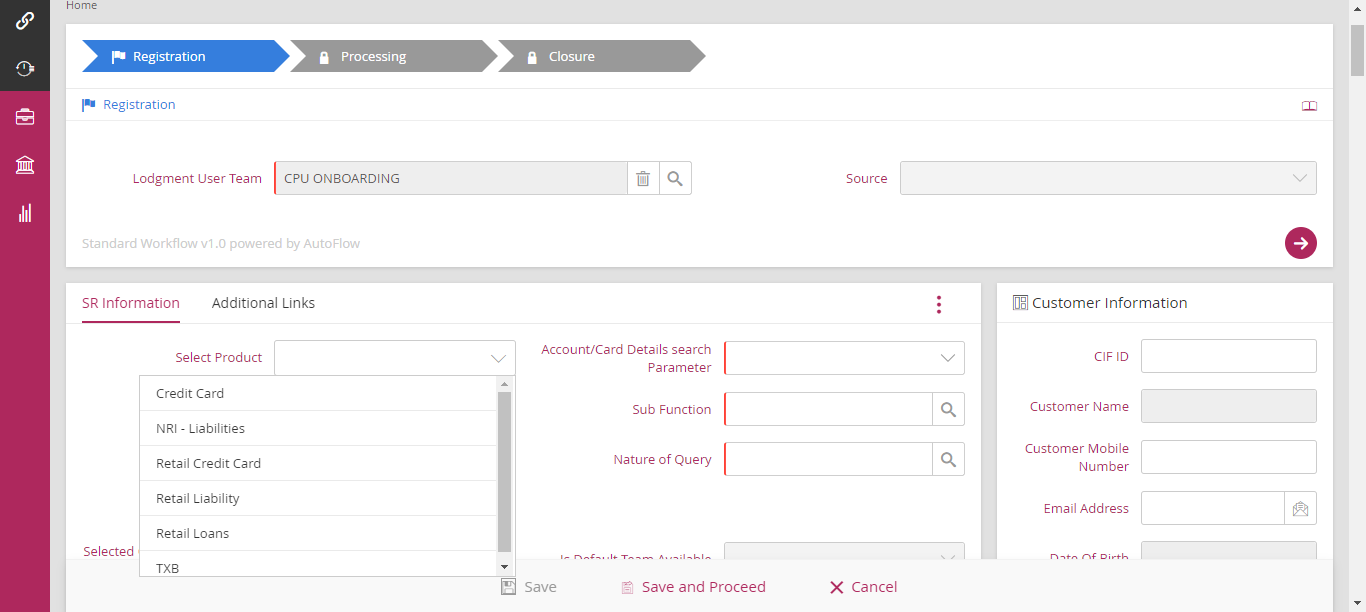 Home
Registration
Processing
Closure
Registration
Lodgment User Team
CPU ONBOARDING
Source
Standard Workflow v1.0 powered by AutoFlow
SR Information
Additional Links
Select Product
Credit Card
NRI - Liabilities
Retail Credit Card
Retail Liability
Retail Loans
TXB
Selected
Account/Card Details search
Parameter
Sub Function
Nature of Query
Is Default Team Available
Customer Information
CIF ID
Customer Name
Customer Mobile
Number
Email Address
Date Of Birth
Save
Save and Proceed
Cancel